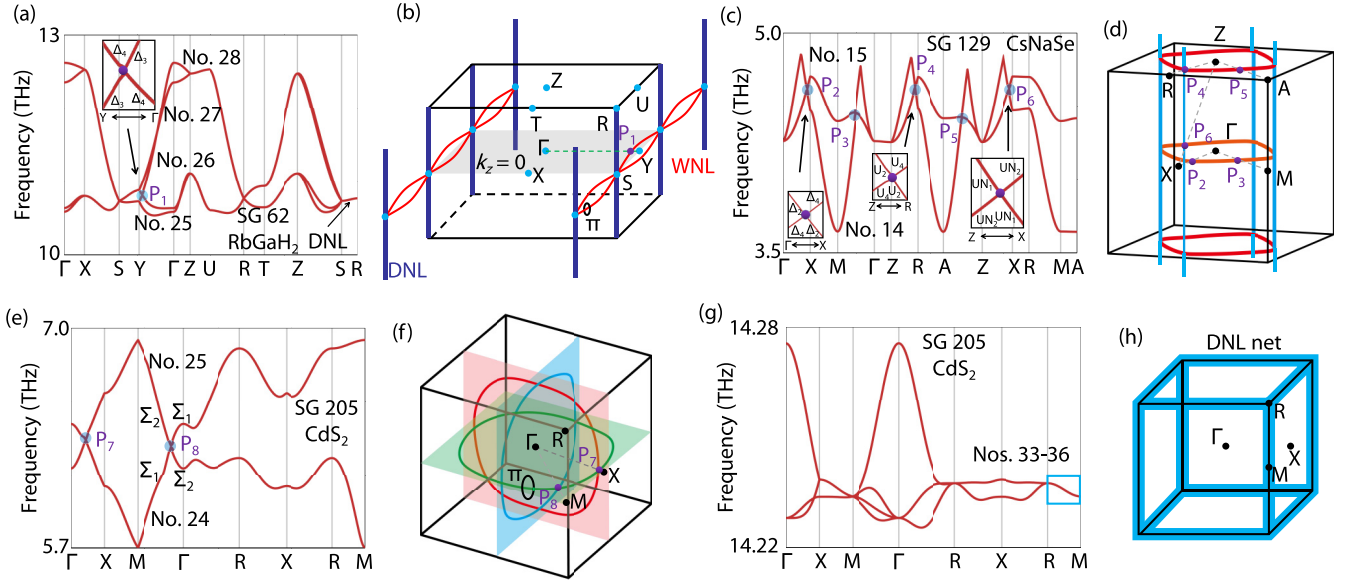 (a)
13
Frequency (THz)
10
Δ4 Δ3
Δ3 Δ4
Y Γ
No. 28
No. 27
No. 26
P1
No. 25
SG 62
RbGaH2
DNL
Γ X S Y Γ Z U R T Z S R
(b)
Z
U
T
R
P1
WNL
Γ
Y
kz = 0
X
S
0
π
DNL
(c)
5.0
Frequency (THz)
3.5
No. 15
SG 129
CsNaSe
P4
P2
P6
P3
P5
Δ2 Δ4
Δ4 Δ2
Γ X
U2 U4
U4 U2
Z R
UN2
UN1
UN2 UN1
Z X
No. 14
Γ X M Γ Z R A Z X R M A
(d)
Z
R
P4
P5
A
P6
Γ
X
P2
P3
M
(e)
7.0
Frequency (THz)
5.7
No. 25
Σ2 Σ1
SG 205
CdS2
P7
P8
Σ1 Σ2
No. 24
Γ X M Γ R X R M
(f)
Γ
R
P7
X
π
0
P8
M
(g)
14.28
Frequency (THz)
14.22
SG 205
CdS2
Nos. 33-36
Γ X M Γ R X R M
(h)
DNL net
R
Γ
X
M